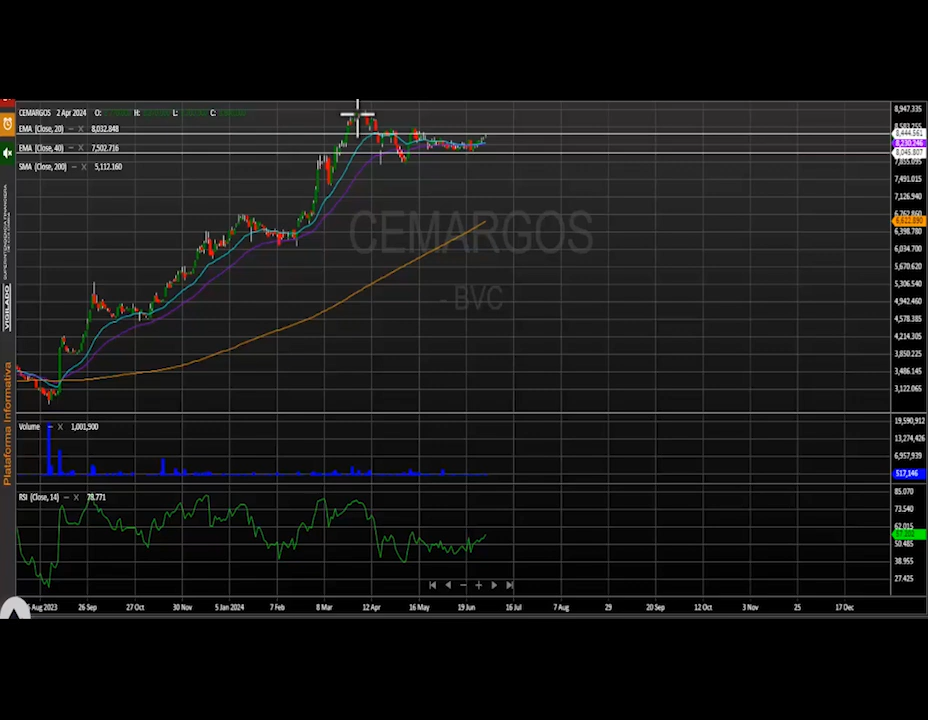 CEMARGOS 2 Apr 2024 O: H: L: C:
EMA (Close, 20) – X 8,032.848
EMA (Close, 40) – X 7,502.716
SMA (Close, 200) – X 5,112.160
CEMARGOS
- BVC
8,947.335
8,583.255
8,444.561
8,230.246
8,045.807
7,855.095
7,491.015
7,126.940
6,762.860
6,398.780
6,034.700
5,670.620
5,306.540
4,942.460
4,578.385
4,214.305
3,850.225
3,486.145
3,122.065
Volume – X 1,001,900
19,590,912
13,274,426
6,957,939
517,146
RSI (Close, 14) – X 78.771
85.070
73.540
62.015
50.485
38.955
27.425
Aug 2023 26 Sep 27 Oct 30 Nov 5 Jan 2024 7 Feb 8 Mar 12 Apr 16 May 19 Jun 16 Jul 7 Aug 29 20 Sep 12 Oct 3 Nov 25 17 Dec
VIGILADO
Plataforma Informativa